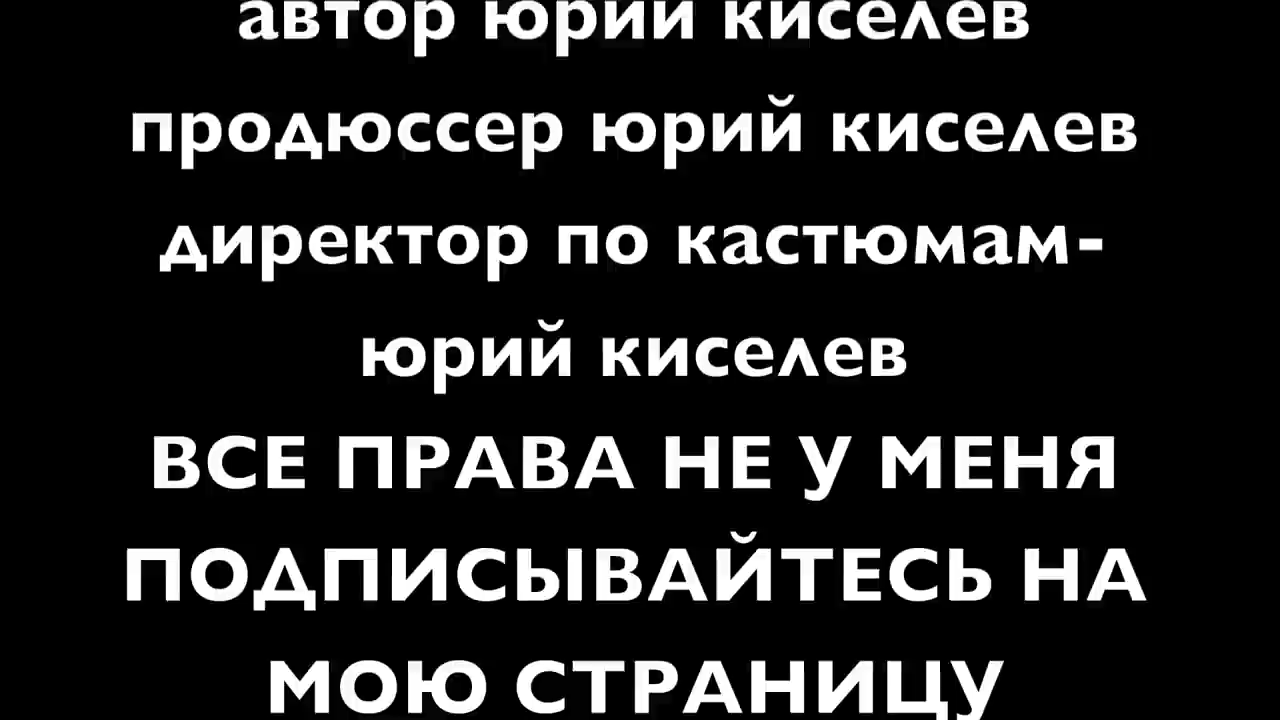 автор юрий киселев
продюссер юрий киселев
директор по кастюмам-
юрий киселев
ВСЕ ПРАВА НЕ У МЕНЯ
ПОДПИСЫВАЙТЕСЬ НА
МОЮ СТРАНИЦУ